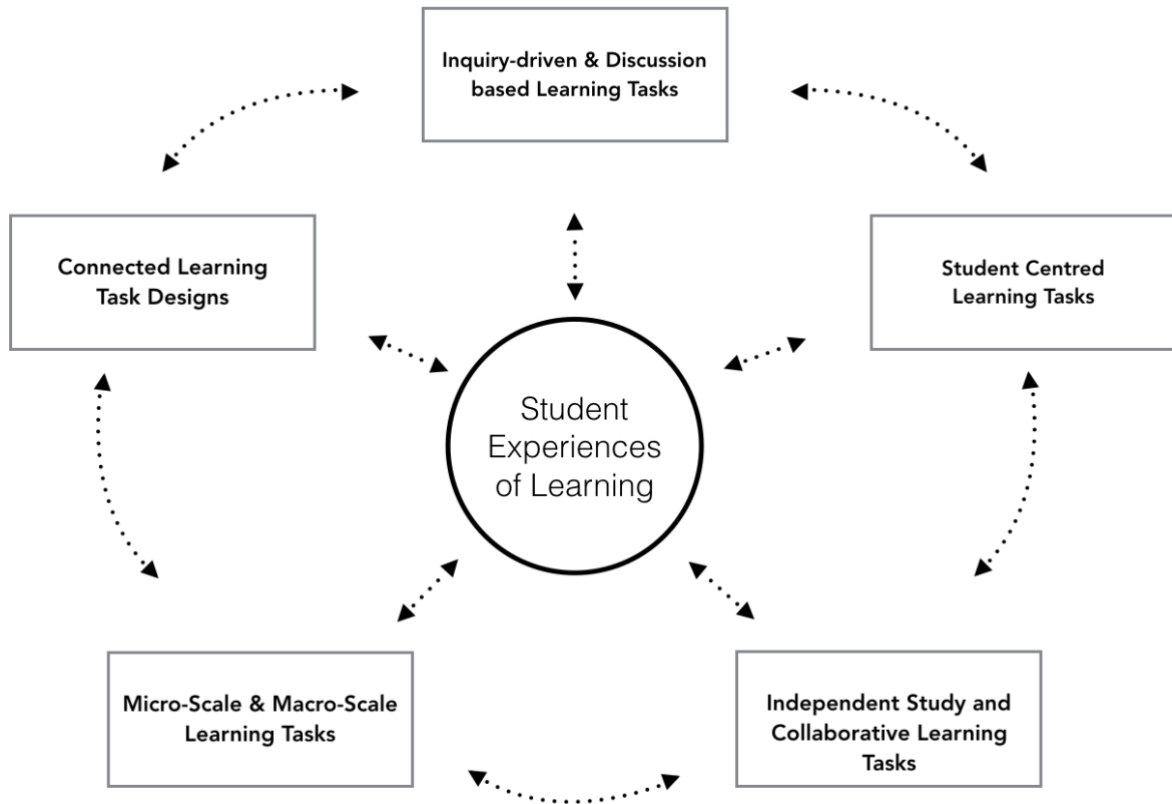 Inquiry-driven & Discussion
based Learning Tasks
Connected Learning
Task Designs
Student Centred
Learning Tasks
Student
Experiences
of Learning
Micro-Scale & Macro-Scale
Learning Tasks
Independent Study and
Collaborative Learning
Tasks